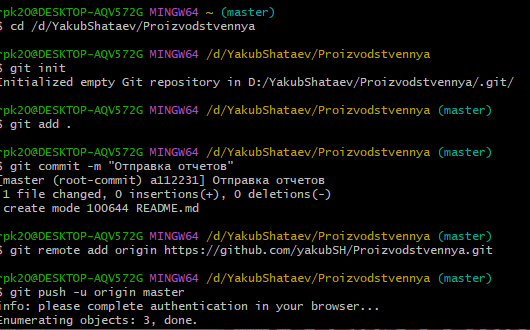 rpk20@DESKTOP-AQV572G MINGW64 ~ (master)
$ cd /d/YakubShataev/Proizvodstvennya
rpk20@DESKTOP-AQV572G MINGW64 /d/YakubShataev/Proizvodstvennya
$ git init
Initialized empty Git repository in D:/YakubShataev/Proizvodstvennya/.git/
rpk20@DESKTOP-AQV572G MINGW64 /d/YakubShataev/Proizvodstvennya (master)
$ git add .
rpk20@DESKTOP-AQV572G MINGW64 /d/YakubShataev/Proizvodstvennya (master)
$ git commit -m "Отправка отчетов"
[master (root-commit) a112231] Отправка отчетов
1 file changed, 0 insertions(+), 0 deletions(-)
create mode 100644 README.md
rpk20@DESKTOP-AQV572G MINGW64 /d/YakubShataev/Proizvodstvennya (master)
$ git remote add origin https://github.com/yakubSH/Proizvodstvennya.git
rpk20@DESKTOP-AQV572G MINGW64 /d/YakubShataev/Proizvodstvennya (master)
$ git push -u origin master
info: please complete authentication in your browser...
Enumerating objects: 3, done.